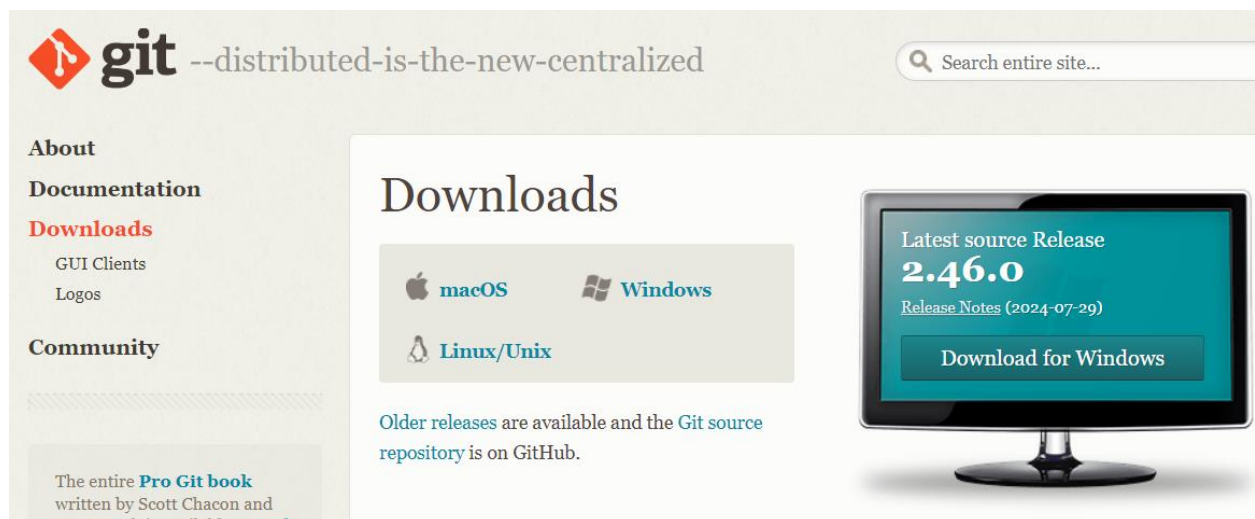 git --distributed-is-the-new-centralized
Search entire site...
About
Documentation
Downloads
GUI Clients
Logos
Community
The entire Pro Git book
written by Scott Chacon and
Downloads
macOS
Windows
Linux/Unix
Older releases are available and the Git source
repository is on GitHub.
Latest source Release
2.46.0
Release Notes (2024-07-29)
Download for Windows